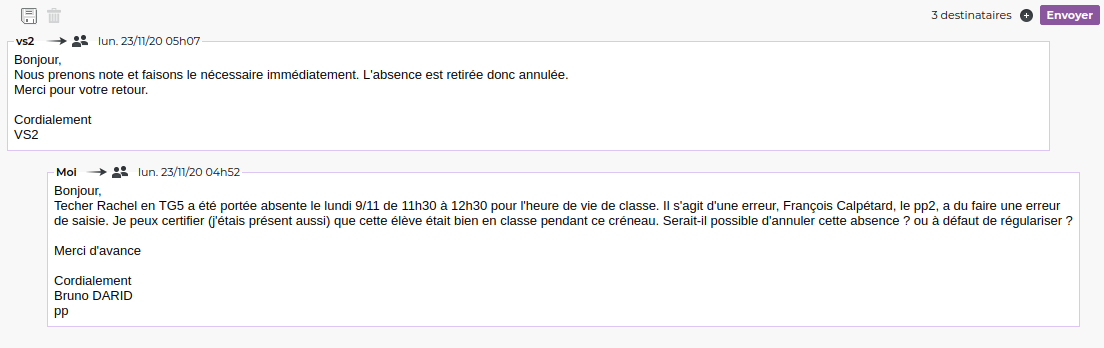 3 destinataires
Envoyer
vs2 lun. 23/11/20 05h07
Bonjour,
Nous prenons note et faisons le nécessaire immédiatement. L'absence est retirée donc annulée.
Merci pour votre retour.
Cordialement
VS2
Moi lun. 23/11/20 04h52
Bonjour,
Techer Rachel en TG5 a été portée absente le lundi 9/11 de 11h30 à 12h30 pour l'heure de vie de classe. Il s'agit d'une erreur, François Calpétard, le pp2, a du faire une erreur
de saisie. Je peux certifier (j'étais présent aussi) que cette élève était bien en classe pendant ce créneau. Serait-il possible d'annuler cette absence ? ou à défaut de régulariser ?
Merci d'avance
Cordialement
Bruno DARID
pp